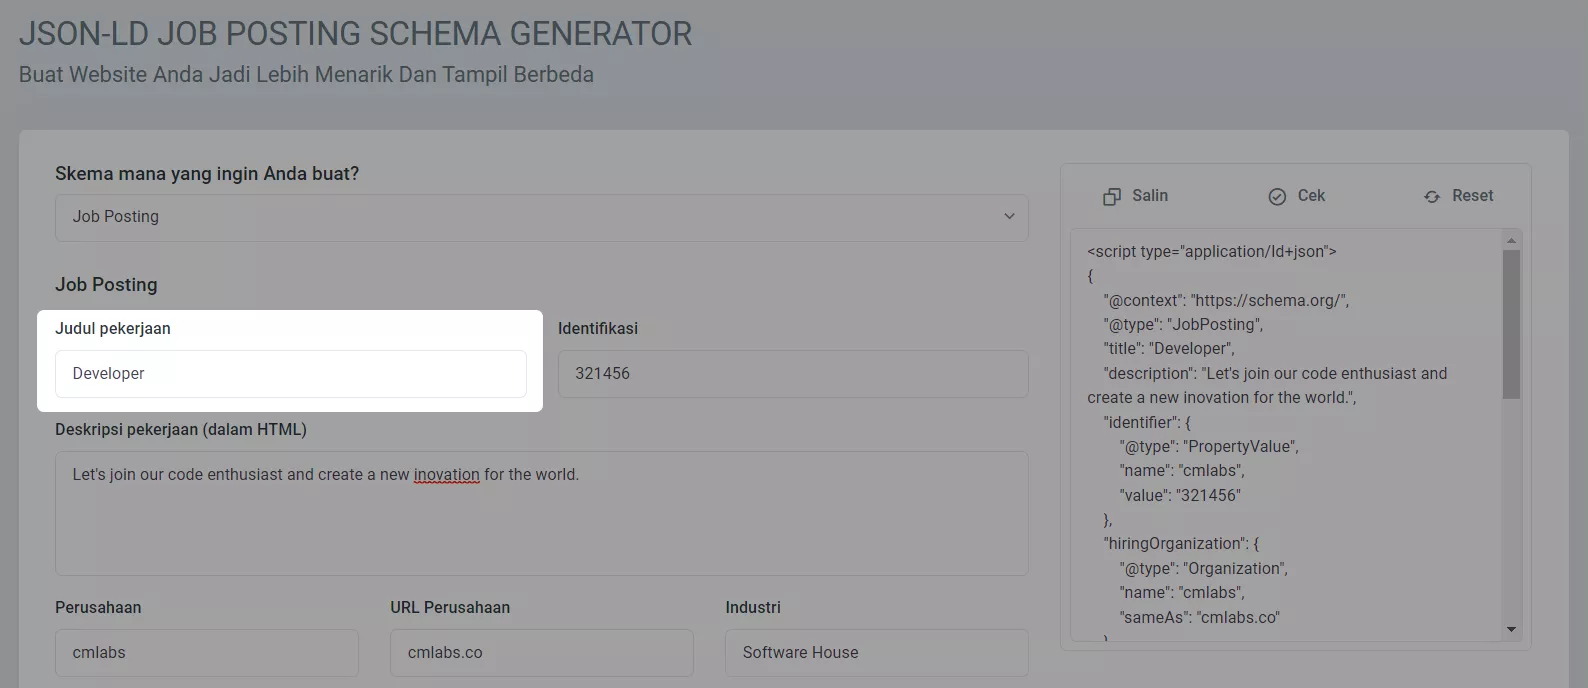 JSON-LD JOB POSTING SCHEMA GENERATOR
Buat Website Anda Jadi Lebih Menarik Dan Tampil Berbeda
Skema mana yang ingin Anda buat?
Job Posting
Job Posting
Judul pekerjaan
Developer
Identifikasi
321456
Deskripsi pekerjaan (dalam HTML)
Let's join our code enthusiast and create a new inovation for the world.
Perusahaan
cmlabs
URL Perusahaan
cmlabs.co
Industri
Software House
Salin
Cek
Reset
<script type="application/ld+json">
{
"@context": "https://schema.org/",
"@type": "JobPosting",
"title": "Developer",
"description": "Let's join our code enthusiast and
create a new inovation for the world.",
"identifier": {
"@type": "PropertyValue",
"name": "cmlabs",
"value": "321456"
},
"hiringOrganization": {
"@type": "Organization",
"name": "cmlabs",
"sameAs": "cmlabs.co"